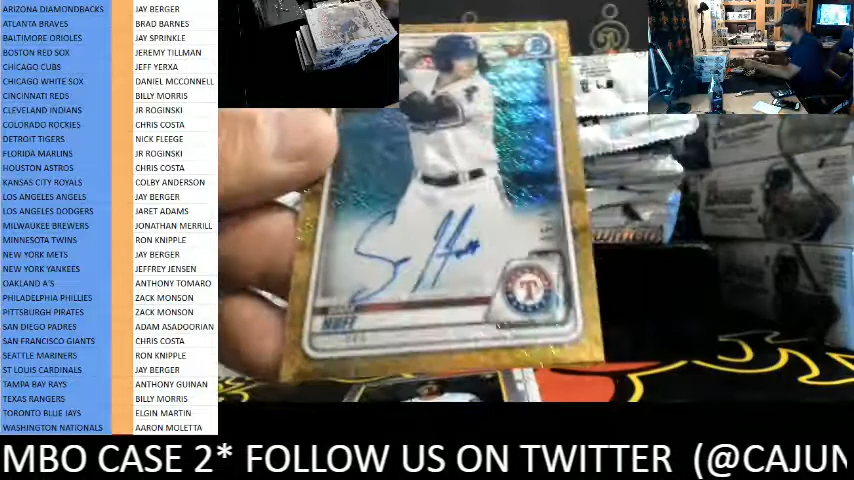 ARIZONA DIAMONDBACKS JAY BERGER
ATLANTA BRAVES BRAD BARNES
BALTIMORE ORIOLES JAY SPRINKLE
BOSTON RED SOX JEREMY TILLMAN
CHICAGO CUBS JEFF YERXA
CHICAGO WHITE SOX DANIEL MCCONNELL
CINCINATTI REDS BILLY MORRIS
CLEVELAND INDIANS JR ROGINSKI
COLORADO ROCKIES CHRIS COSTA
DETROIT TIGERS NICK FLEEGE
FLORIDA MARLINS JR ROGINSKI
HOUSTON ASTROS CHRIS COSTA
KANSAS CITY ROYALS COLBY ANDERSON
LOS ANGELES ANGELS JAY BERGER
LOS ANGELES DODGERS JARET ADAMS
MILWAUKEE BREWERS JONATHAN MERRILL
MINNESOTA TWINS RON KNIPPLE
NEW YORK METS JAY BERGER
NEW YORK YANKEES JEFFREY JENSEN
OAKLAND A'S ANTHONY TOMARO
PHILADELPHIA PHILLIES ZACK MONSON
PITTSBURGH PIRATES ZACK MONSON
SAN DIEGO PADRES ADAM ASADOORIAN
SAN FRANCISCO GIANTS CHRIS COSTA
SEATTLE MARINERS RON KNIPPLE
ST LOUIS CARDINALS JAY BERGER
TAMPA BAY RAYS ANTHONY GUINAN
TEXAS RANGERS BILLY MORRIS
TORONTO BLUE JAYS ELGIN MARTIN
WASHINGTON NATIONALS AARON MOLETTA
HUFF
T
MBO CASE 2* FOLLOW US ON TWITTER (@CAJUN